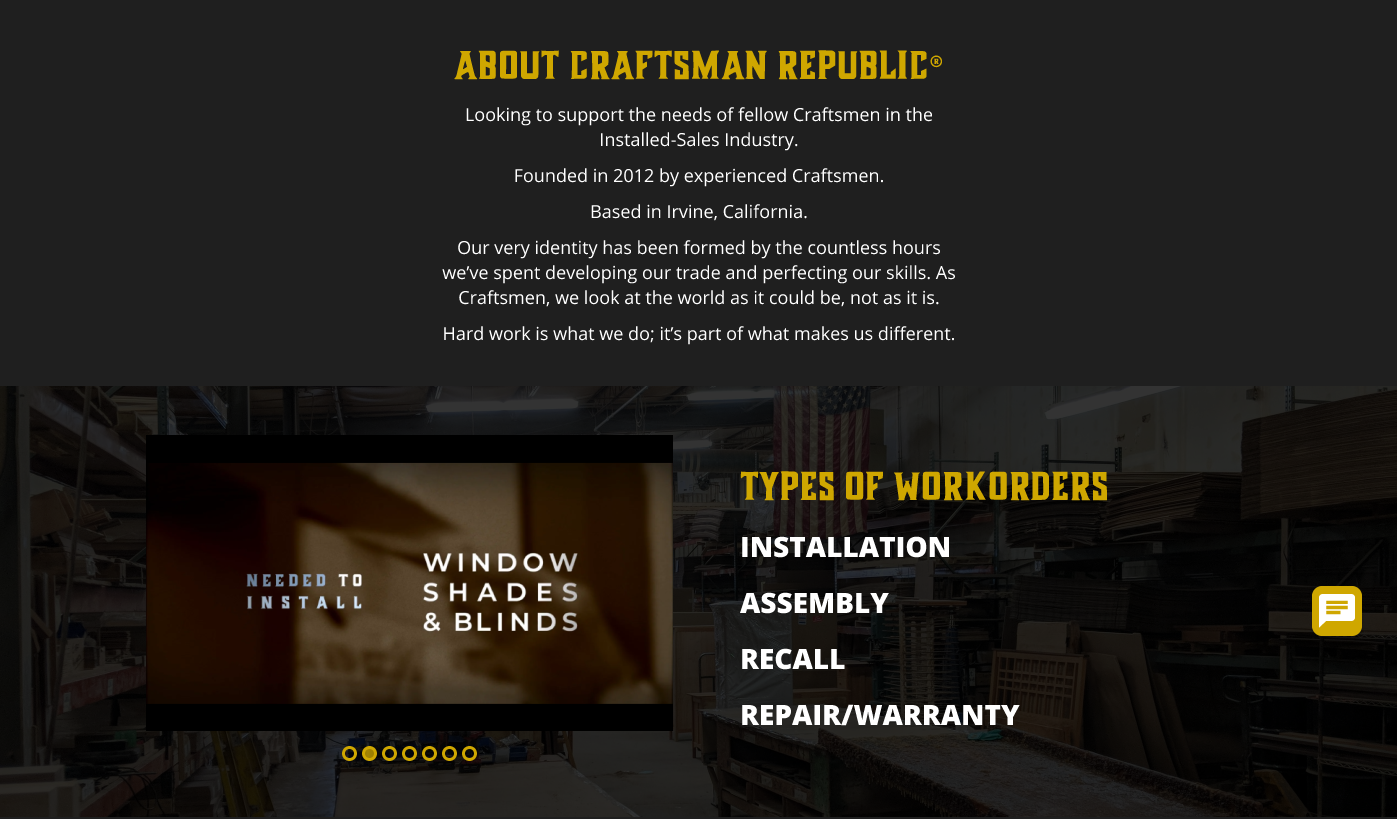 ABOUT CRAFTSMAN REPUBLIC®
Looking to support the needs of fellow Craftsmen in the
Installed-Sales Industry.
Founded in 2012 by experienced Craftsmen.
Based in Irvine, California.
Our very identity has been formed by the countless hours
we’ve spent developing our trade and perfecting our skills. As
Craftsmen, we look at the world as it could be, not as it is.
Hard work is what we do; it’s part of what makes us different.
NEEDED TO
INSTALL
WINDOW
SHADES
& BLINDS
TYPES OF WORKORDERS
INSTALLATION
ASSEMBLY
RECALL
REPAIR/WARRANTY